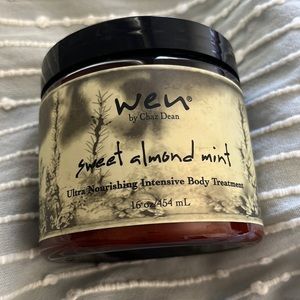 wen®
by Chaz Dean
sweet almond mint
Ultra Nourishing Intensive Body Treatment
16 oz/454 mL